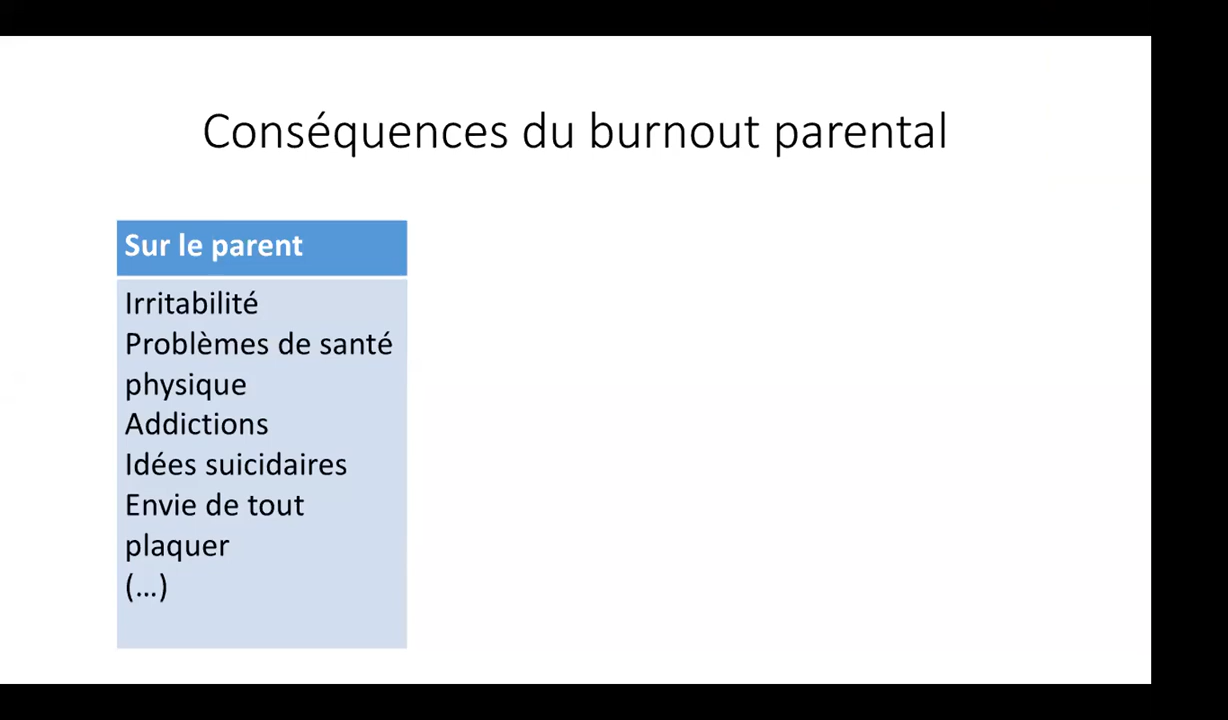 Conséquences du burnout parental
Sur le parent
Irritabilité
Problèmes de santé
physique
Addictions
Idées suicidaires
Envie de tout
plaquer
(...)